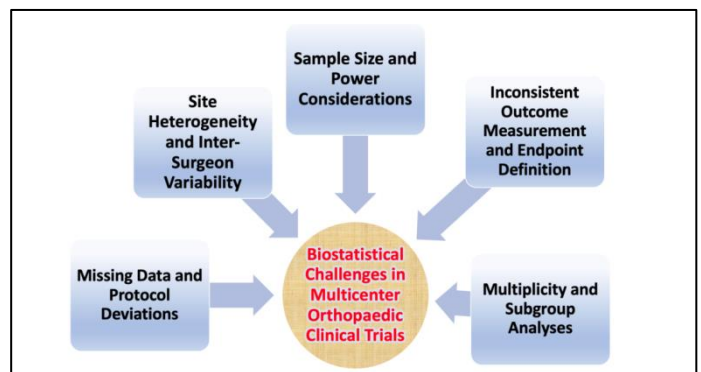 Sample Size and
Power
Considerations
Site
Heterogeneity
and Inter-
Surgeon
Variability
Inconsistent
Outcome
Measurement
and Endpoint
Definition
Missing Data and
Protocol
Deviations
Biostatistical
Challenges in
Multicenter
Orthopaedic
Clinical Trials
Multiplicity and
Subgroup
Analyses